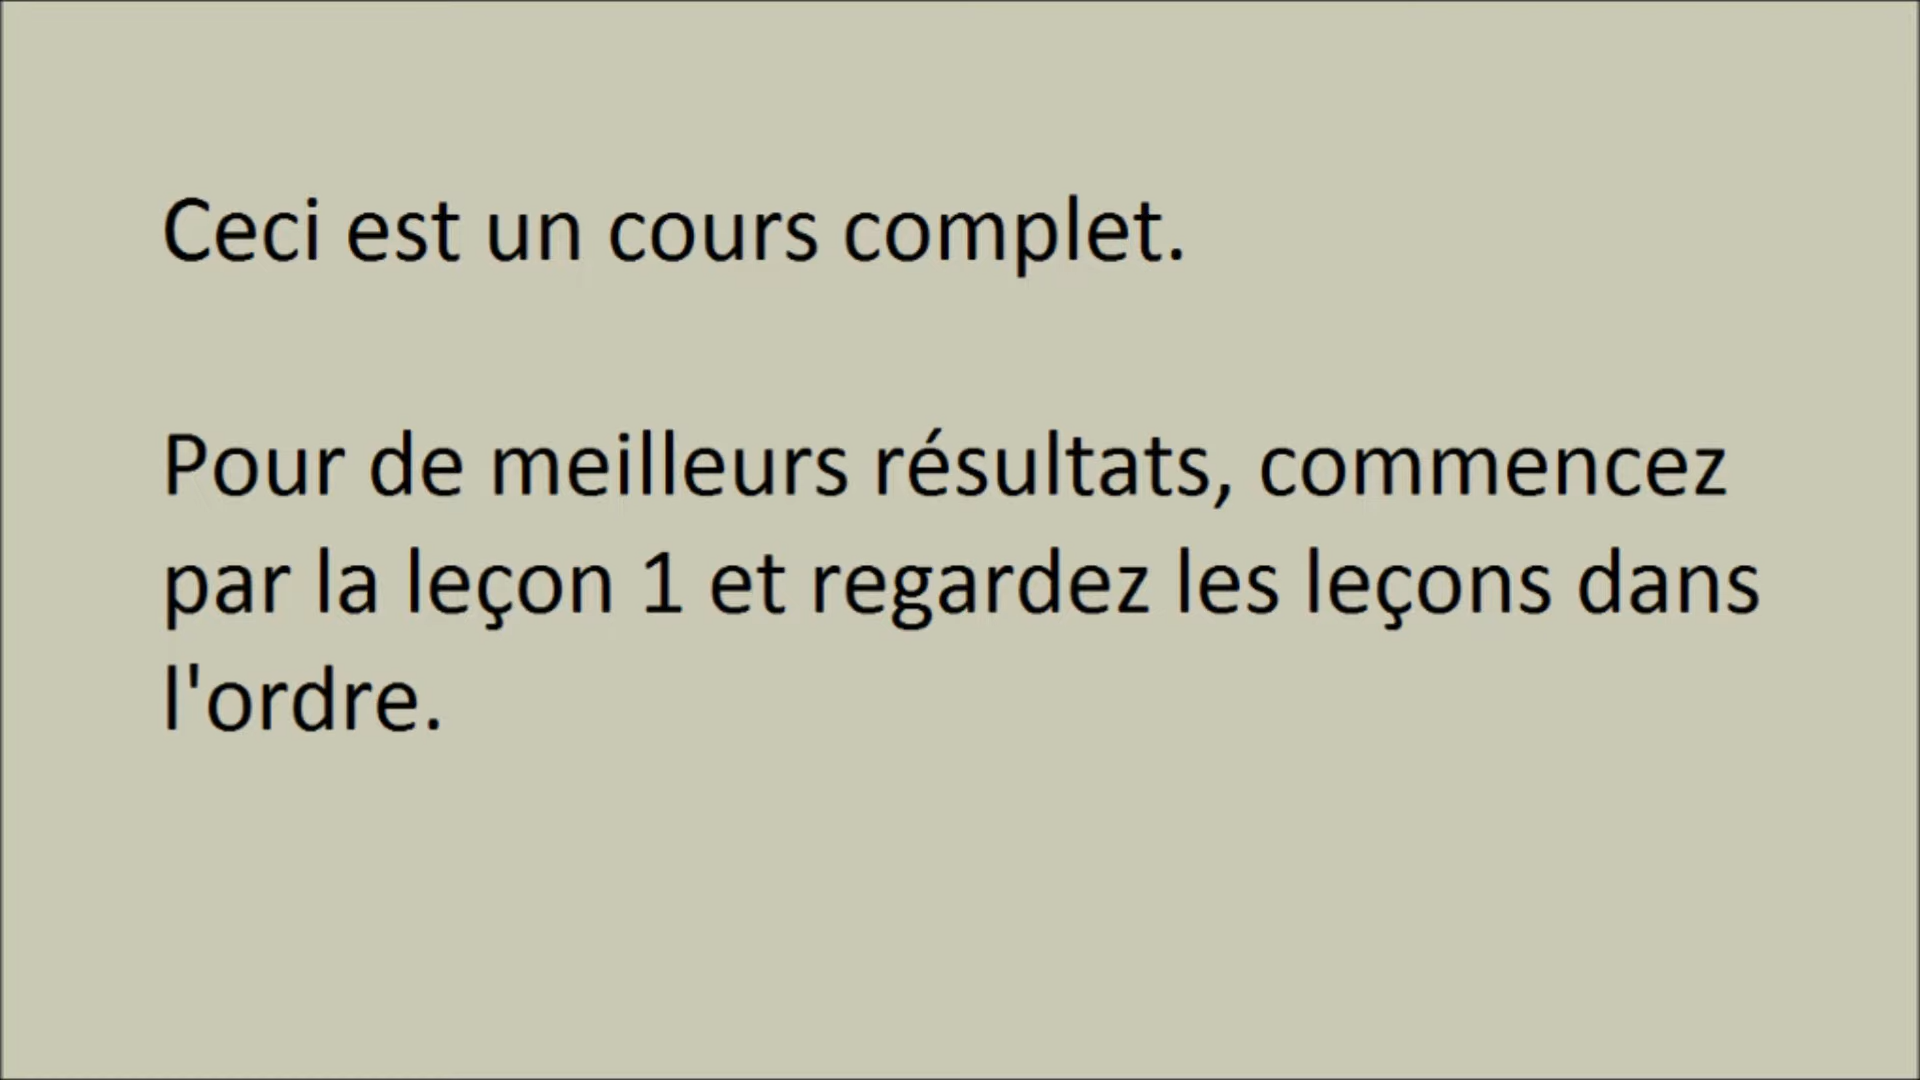 Ceci est un cours complet.
Pour de meilleurs résultats, commencez
par la leçon 1 et regardez les leçons dans
l'ordre.